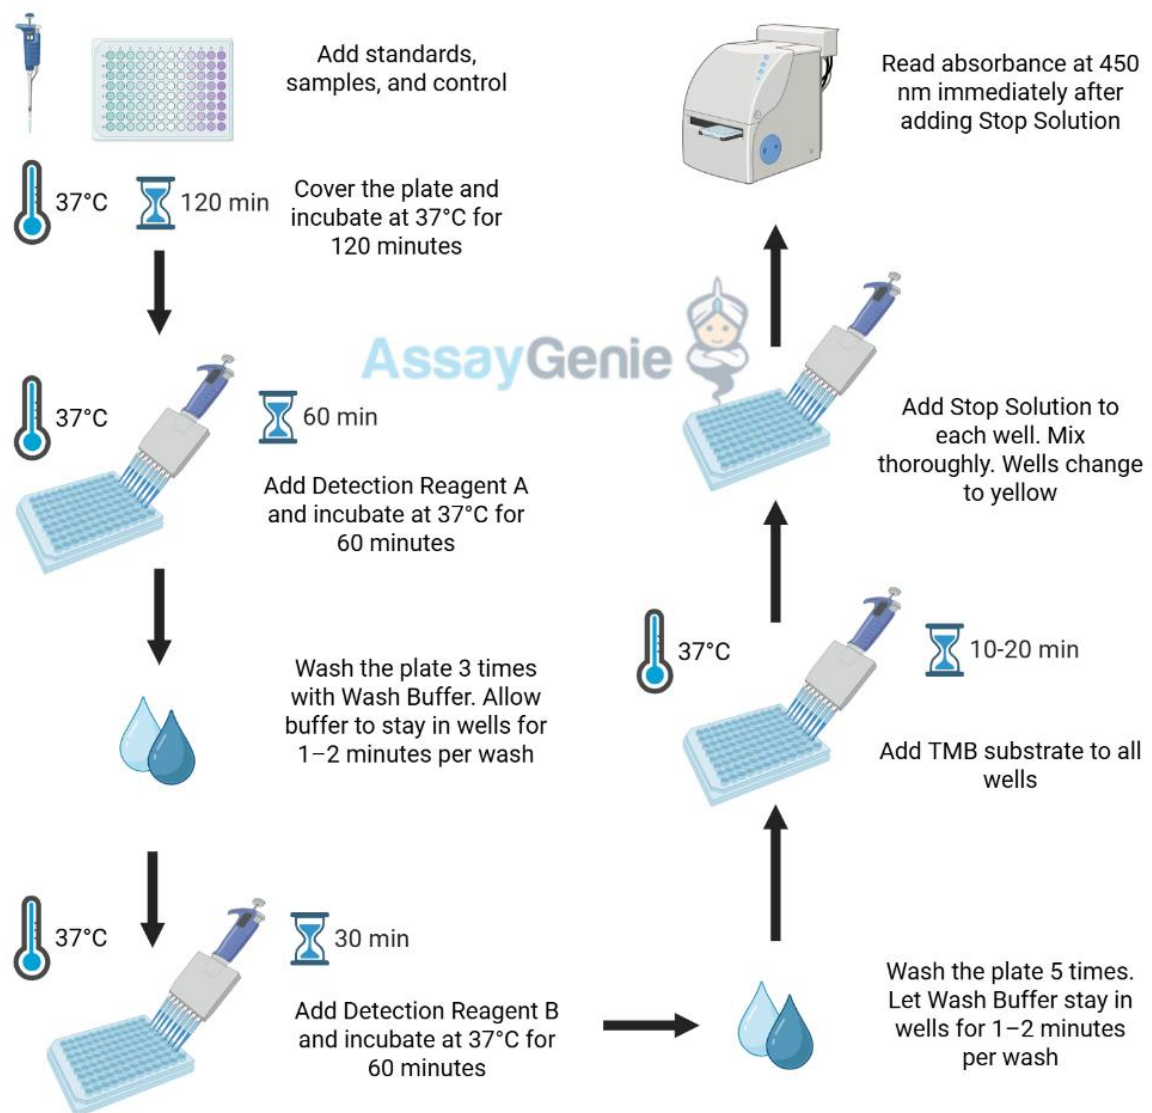 Add standards,
samples, and control
37°C
120 min
Cover the plate and
incubate at 37°C for
120 minutes
37°C
60 min
Add Detection Reagent A
and incubate at 37°C for
60 minutes
Wash the plate 3 times
with Wash Buffer. Allow
buffer to stay in wells for
1–2 minutes per wash
37°C
30 min
Add Detection Reagent B
and incubate at 37°C for
60 minutes
Wash the plate 5 times.
Let Wash Buffer stay in
wells for 1–2 minutes
per wash
37°C
10-20 min
Add TMB substrate to all
wells
Add Stop Solution to
each well. Mix
thoroughly. Wells change
to yellow
Read absorbance at 450
nm immediately after
adding Stop Solution
AssayGenie